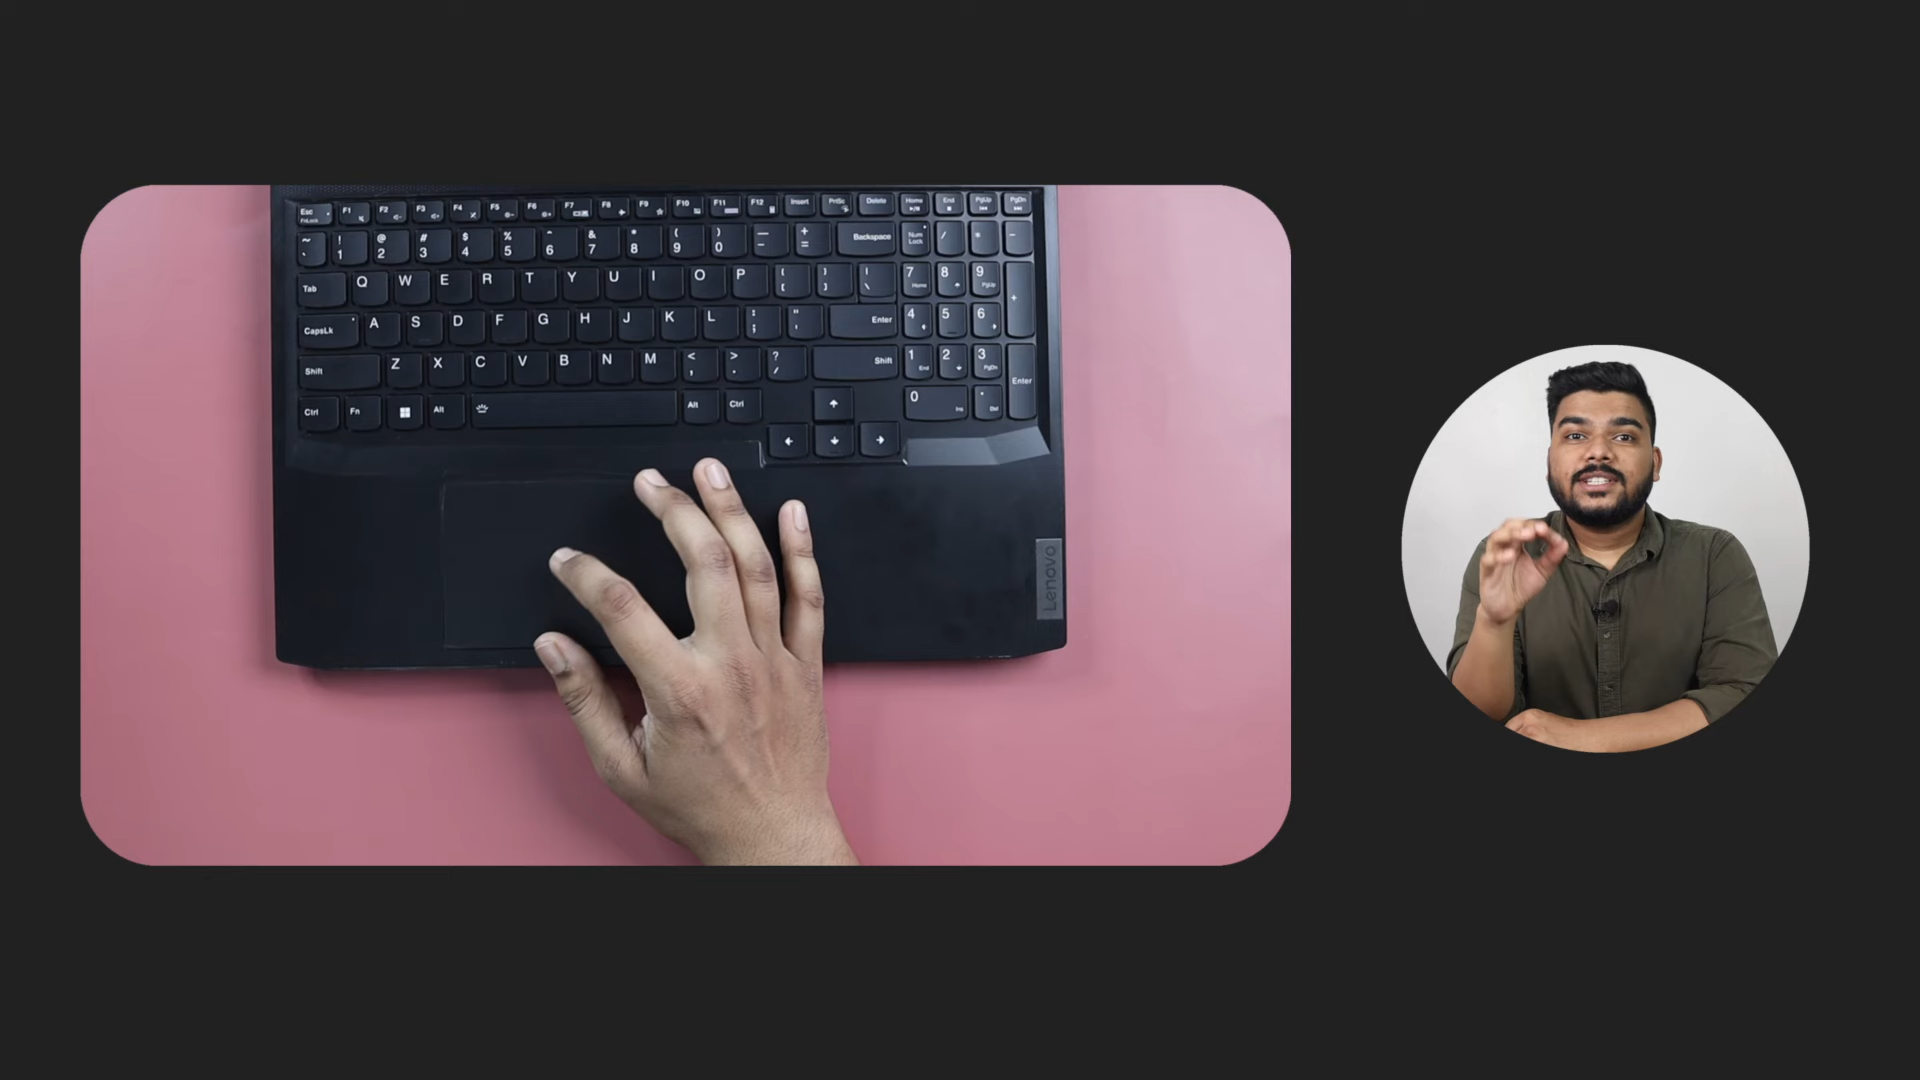 Esc F1 F2 F3 F4 F5 F6 F7 F8 F9 F10 F11 F12 Insert PrtSc Delete Home End PgUp PgDn
FnLock
~ ! @ # $ % ^ & * ( ) — + Backspace Num Lock / * -
` 1 2 3 4 5 6 7 8 9 0 - =
Tab Q W E R T Y U I O P { } | 7 8 9 +
[ ] \ Home PgUp
CapsLk A S D F G H J K L : " Enter 4 5 6
; '
Shift Z X C V B N M < > ? Shift 1 2 3 Enter
, . / End PgDn
Ctrl Fn Alt Alt Ctrl 0 .
Ins Del
Lenovo